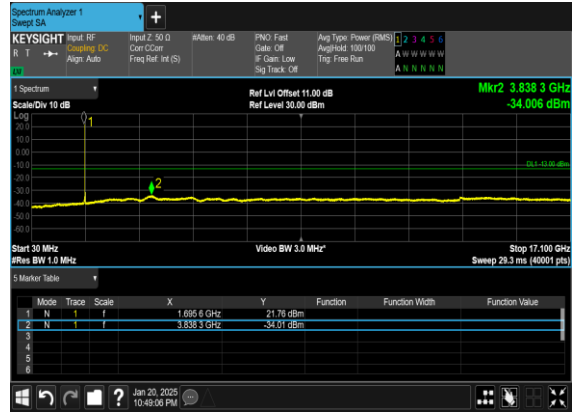 Spectrum Analyzer 1
Swept SA
+
KEYSIGHT Input: RF Input Z: 50 Ω #Atten: 40 dB PNO: Fast Avg Type: Power (RMS) 1 2 3 4 5 6
R T Coupling: DC Corr CCorr Gate: Off Avg|Hold: 100/100 A W W W W W
Align: Auto Freq Ref: Int (S) IF Gain: Low Trig: Free Run
Sig Track: Off A N N N N N
1 Spectrum Ref Lvl Offset 11.00 dB Mkr2 3.838 3 GHz
Scale/Div 10 dB Ref Level 30.00 dBm -34.006 dBm
Log
1
20.0
10.0
0.00
-10.0 DL1 -13.00 dBm
-20.0
-30.0 2
-40.0
-50.0
-60.0
Start 30 MHz Video BW 3.0 MHz* Stop 17.100 GHz
#Res BW 1.0 MHz Sweep 29.3 ms (40001 pts)
5 Marker Table
Mode Trace Scale X Y Function Function Width Function Value
1 N 1 f 1.695 6 GHz 21.76 dBm
2 N 1 f 3.838 3 GHz -34.01 dBm
3
4
5
6
? Jan 20, 2025
10:49:06 PM